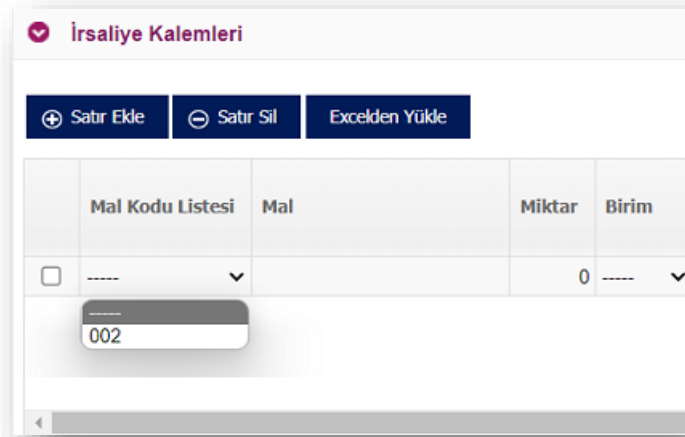 İrsaliye Kalemleri
Satır Ekle Satır Sil Excelden Yükle
Mal Kodu Listesi Mal Miktar Birim
----- 0 -----
-----
002